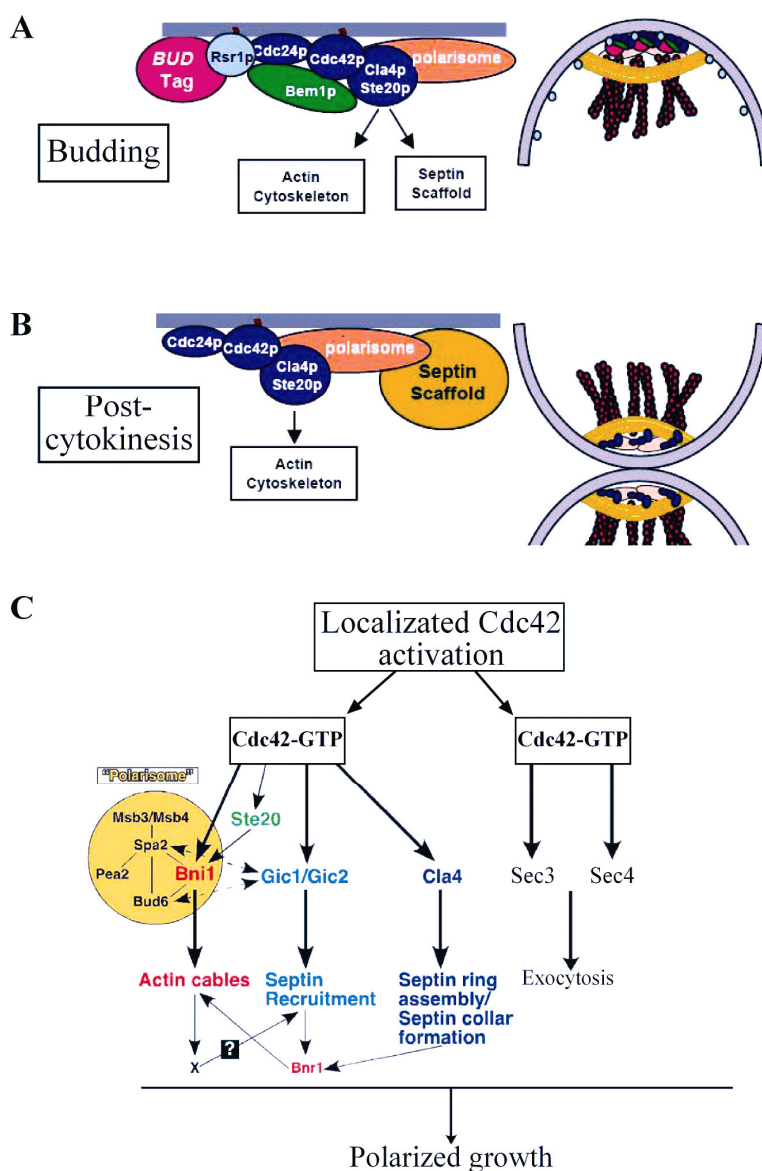 A
BUD
Tag
Rsr1p
Cdc24p
Cdc42p
Bem1p
Cla4p
Ste20p
polarisome
Budding
Actin
Cytoskeleton
Septin
Scaffold
B
Cdc24p
Cdc42p
Cla4p
Ste20p
polarisome
Septin
Scaffold
Post-
cytokinesis
Actin
Cytoskeleton
C
Localizated Cdc42
activation
Cdc42-GTP
Cdc42-GTP
"Polarisome"
Msb3/Msb4
Ste20
Spa2
Pea2
Bni1
Gic1/Gic2
Cla4
Sec3
Sec4
Bud6
Actin cables
Septin
Recruitment
Septin ring
assembly/
Septin collar
formation
Exocytosis
?
X
Bnr1
Polarized growth